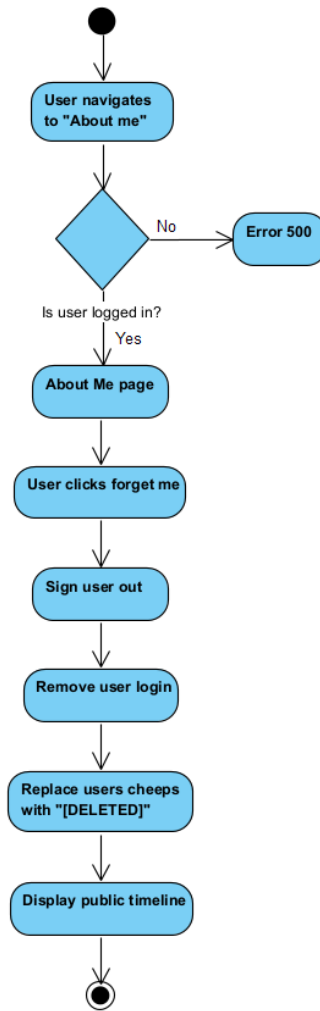 User navigates
to "About me"
No
Error 500
Is user logged in?
Yes
About Me page
User clicks forget me
Sign user out
Remove user login
Replace users cheeps
with "[DELETED]"
Display public timeline